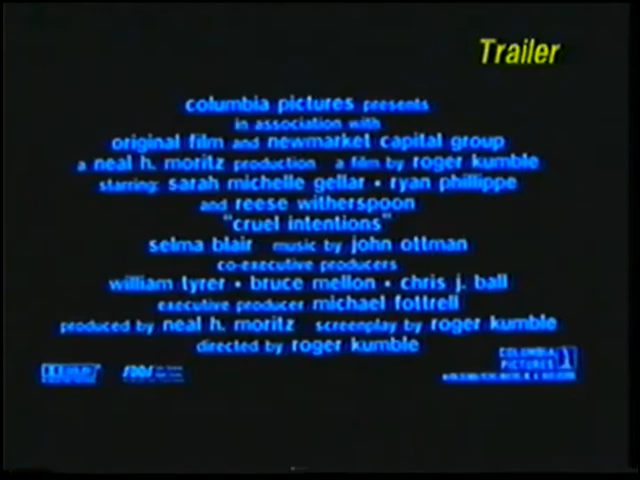 Trailer
columbia pictures presents
in association with
original film and newmarket capital group
a neal h. moritz production a film by roger kumble
starring: sarah michelle gellar • ryan phillippe
and reese witherspoon
"cruel intentions"
selma blair music by john ottman
co-executive producers
william tyrer • bruce mellon • chris j. ball
executive producer michael fottrell
produced by neal h. moritz screenplay by roger kumble
directed by roger kumble
COLUMBIA
PICTURES